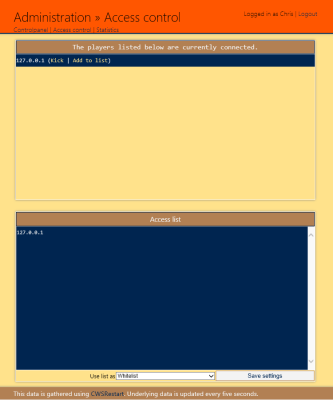 Administration » Access control
Logged in as Chris | Logout
Controlpanel | Access control | Statistics
The players listed below are currently connected.
127.0.0.1 (Kick | Add to list)
Access list
127.0.0.1
Use list as Whitelist
Save settings
This data is gathered using CWSRestart. Underlying data is updated every five seconds.